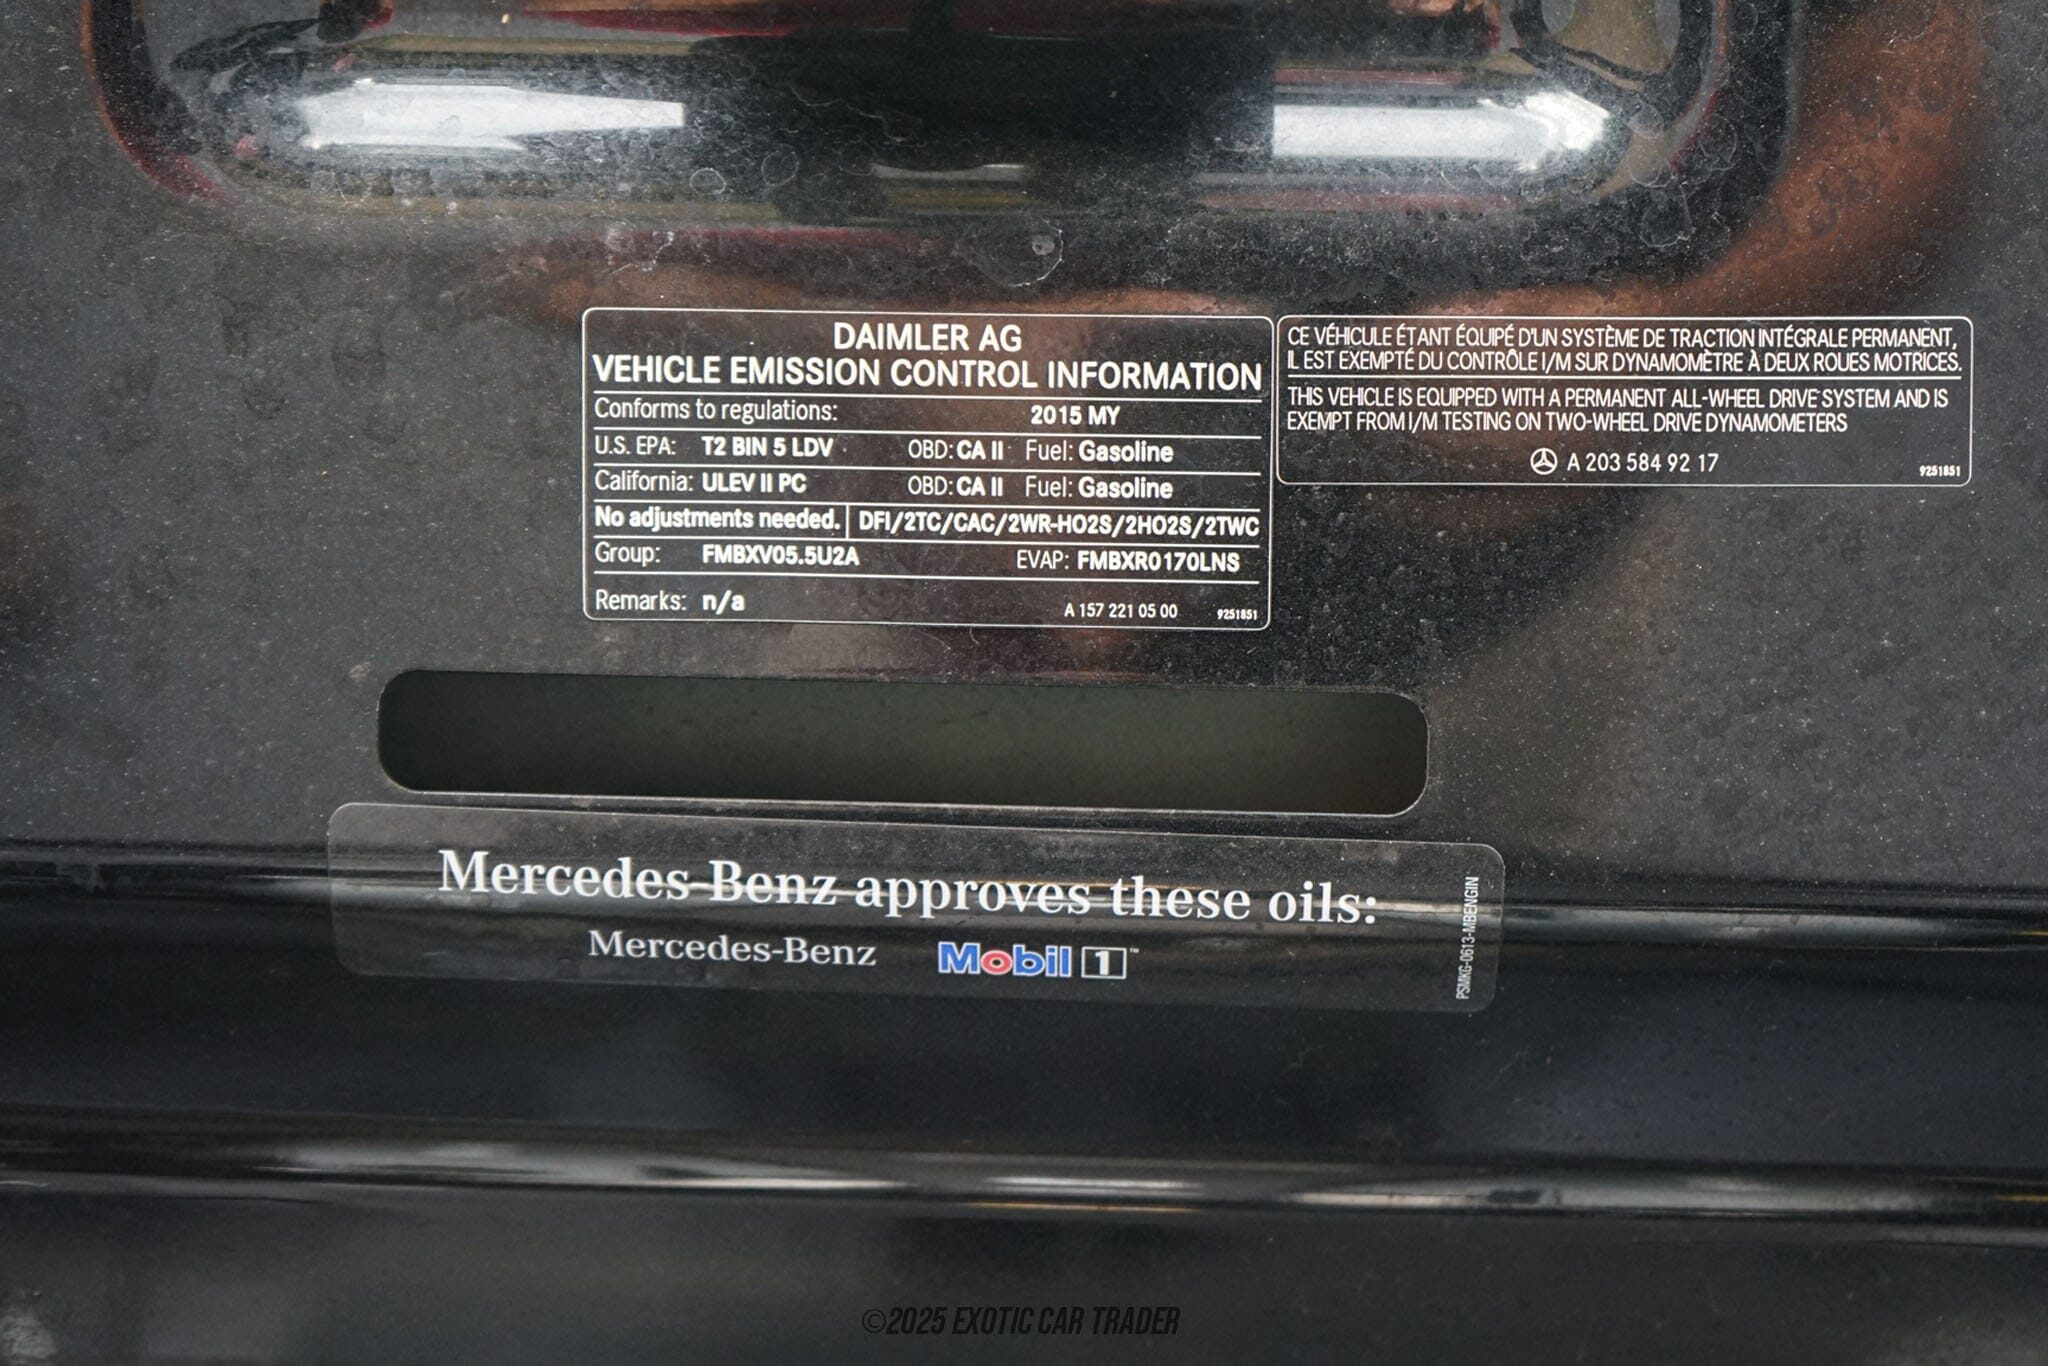 DAIMLER AG
VEHICLE EMISSION CONTROL INFORMATION
Conforms to regulations: 2015 MY
U.S. EPA: T2 BIN 5 LDV OBD: CA II Fuel: Gasoline
California: ULEV II PC OBD: CA II Fuel: Gasoline
No adjustments needed. DFI/2TC/CAC/2WR-HO2S/2HO2S/2TWC
Group: FMBXV05.5U2A EVAP: FMBXR0170LNS
Remarks: n/a A 157 221 05 00 9251851
CE VÉHICULE ÉTANT ÉQUIPÉ D'UN SYSTÈME DE TRACTION INTÉGRALE PERMANENT,
IL EST EXEMPTÉ DU CONTRÔLE I/M SUR DYNAMOMÈTRE À DEUX ROUES MOTRICES.
THIS VEHICLE IS EQUIPPED WITH A PERMANENT ALL-WHEEL DRIVE SYSTEM AND IS
EXEMPT FROM I/M TESTING ON TWO-WHEEL DRIVE DYNAMOMETERS
A 203 584 92 17 9251851
Mercedes-Benz approves these oils:
Mercedes-Benz Mobil 1™
PSMKG-0613-MBENGIN
©2025 EXOTIC CAR TRADER